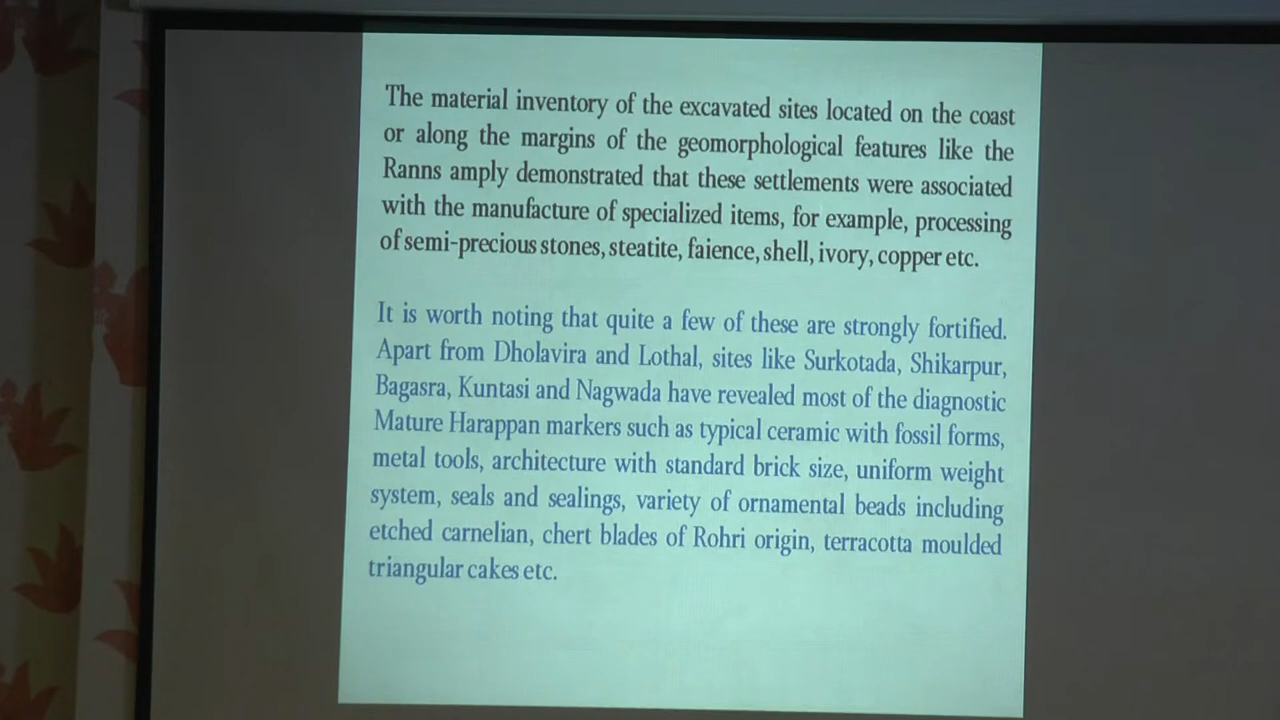 The material inventory of the excavated sites located on the coast
or along the margins of the geomorphological features like the
Ranns amply demonstrated that these settlements were associated
with the manufacture of specialized items, for example, processing
of semi-precious stones, steatite, faience, shell, ivory, copper etc.
It is worth noting that quite a few of these are strongly fortified.
Apart from Dholavira and Lothal, sites like Surkotada, Shikarpur,
Bagasra, Kuntasi and Nagwada have revealed most of the diagnostic
Mature Harappan markers such as typical ceramic with fossil forms,
metal tools, architecture with standard brick size, uniform weight
system, seals and sealings, variety of ornamental beads including
etched carnelian, chert blades of Rohri origin, terracotta moulded
triangular cakes etc.